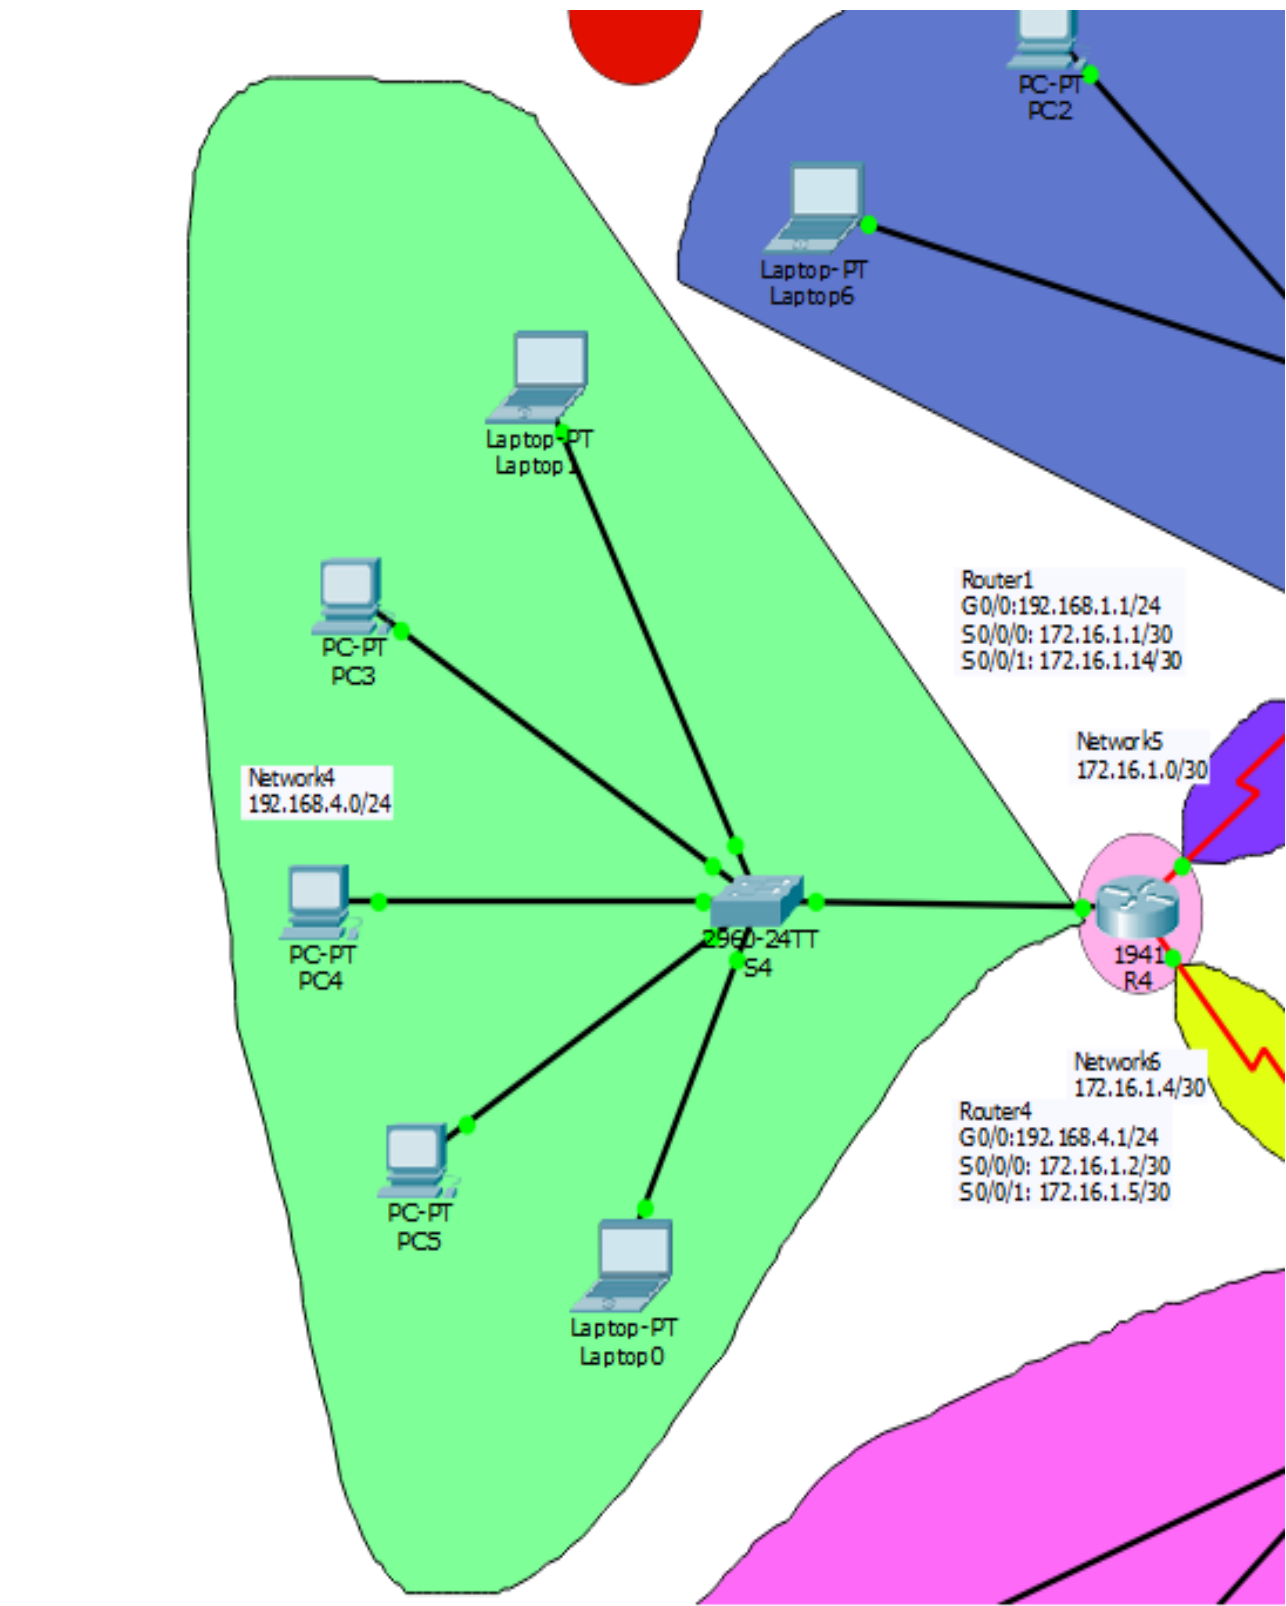 PC-PT
PC2
Laptop-PT
Laptop6
Laptop-PT
Laptop1
Router1
G0/0:192.168.1.1/24
S0/0/0: 172.16.1.1/30
S0/0/1: 172.16.1.14/30
PC-PT
PC3
Network5
172.16.1.0/30
Network4
192.168.4.0/24
2960-24TT
S4
PC-PT
PC4
1941
R4
Network6
172.16.1.4/30
Router4
G0/0:192.168.4.1/24
S0/0/0: 172.16.1.2/30
S0/0/1: 172.16.1.5/30
PC-PT
PC5
Laptop-PT
Laptop0